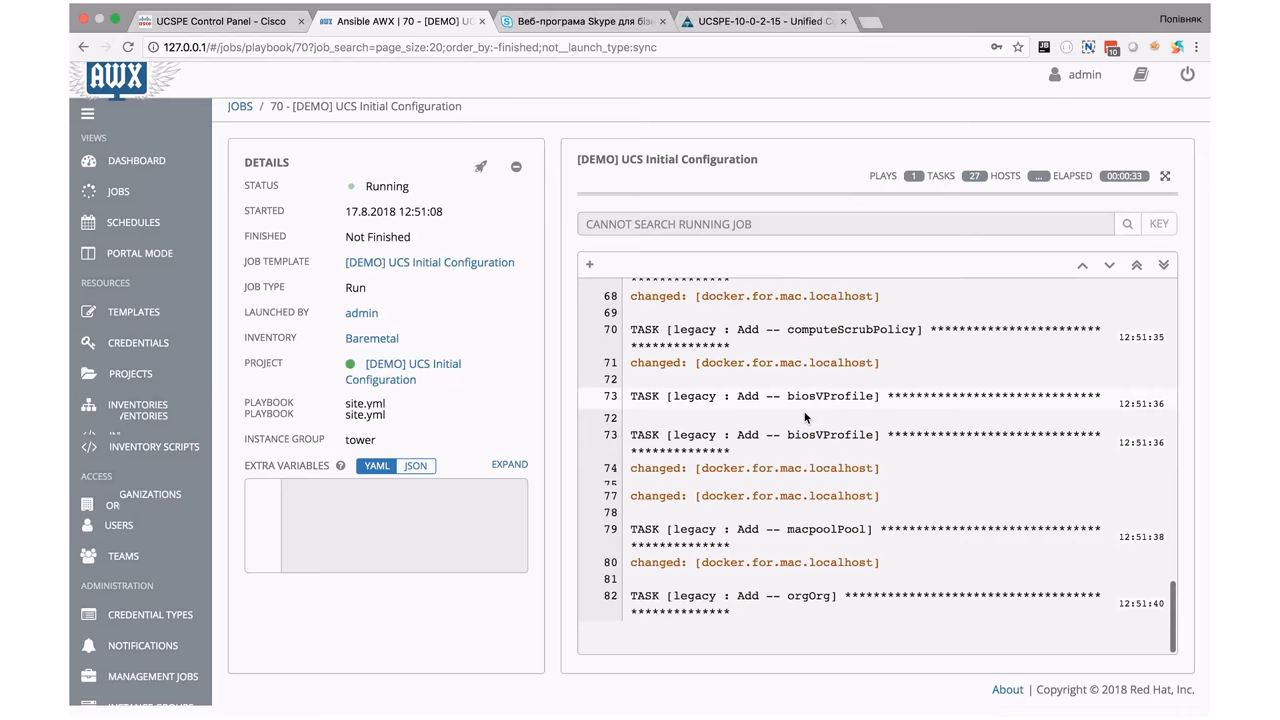 UCSPE Control Panel - Cisco
Ansible AWX | 70 - [DEMO] UC
Веб-програма Skype для бізн
UCSPE-10-0-2-15 - Unified C
Попівняк
127.0.0.1/#/jobs/playbook/70?job_search=page_size:20;order_by:-finished;not__launch_type:sync
10
AWX
admin
JOBS / 70 - [DEMO] UCS Initial Configuration
VIEWS
DASHBOARD
JOBS
SCHEDULES
PORTAL MODE
RESOURCES
TEMPLATES
CREDENTIALS
PROJECTS
INVENTORIES
VENTORIES
INVENTORY SCRIPTS
ACCESS
GANIZATIONS
OR
USERS
TEAMS
ADMINISTRATION
CREDENTIAL TYPES
NOTIFICATIONS
MANAGEMENT JOBS
DETAILS
STATUS Running
STARTED 17.8.2018 12:51:08
FINISHED Not Finished
JOB TEMPLATE [DEMO] UCS Initial Configuration
JOB TYPE Run
LAUNCHED BY admin
INVENTORY Baremetal
PROJECT [DEMO] UCS Initial
Configuration
PLAYBOOK site.yml
PLAYBOOK site.yml
INSTANCE GROUP tower
EXTRA VARIABLES ? YAML JSON EXPAND
[DEMO] UCS Initial Configuration
PLAYS 1 TASKS 27 HOSTS ... ELAPSED 00:00:33
CANNOT SEARCH RUNNING JOB KEY
+
**************
68 changed: [docker.for.mac.localhost]
69
70 TASK [legacy : Add -- computeScrubPolicy] ************************ 12:51:35
**************
71 changed: [docker.for.mac.localhost]
72
73 TASK [legacy : Add -- biosVProfile] ****************************** 12:51:36
72
73 TASK [legacy : Add -- biosVProfile] ****************************** 12:51:36
**************
74 changed: [docker.for.mac.localhost]
75
77 changed: [docker.for.mac.localhost]
78
79 TASK [legacy : Add -- macpoolPool] ******************************* 12:51:38
**************
80 changed: [docker.for.mac.localhost]
81
82 TASK [legacy : Add -- orgOrg] ************************************ 12:51:40
**************
About | Copyright © 2018 Red Hat, Inc.